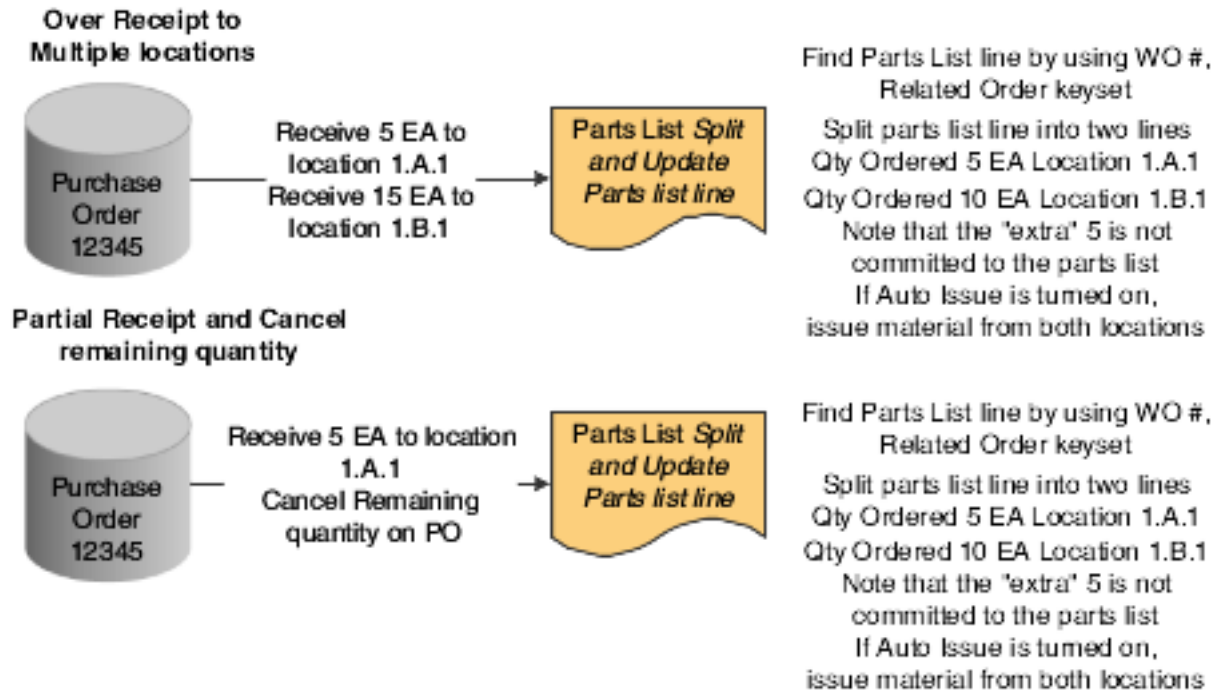 Over Receipt to
Multiple locations
Purchase
Order
12345
Receive 5 EA to
location 1.A.1
Receive 15 EA to
location 1.B.1
Parts List Split
and Update
Parts list line
Find Parts List line by using WO #,
Related Order keyset
Split parts list line into two lines
Qty Ordered 5 EA Location 1.A.1
Qty Ordered 10 EA Location 1.B.1
Note that the "extra" 5 is not
committed to the parts list
If Auto Issue is turned on,
issue material from both locations
Partial Receipt and Cancel
remaining quantity
Purchase
Order
12345
Receive 5 EA to location
1.A.1
Cancel Remaining
quantity on PO
Parts List Split
and Update
Parts list line
Find Parts List line by using WO #,
Related Order keyset
Split parts list line into two lines
Qty Ordered 5 EA Location 1.A.1
Qty Ordered 10 EA Location 1.B.1
Note that the "extra" 5 is not
committed to the parts list
If Auto Issue is turned on,
issue material from both locations